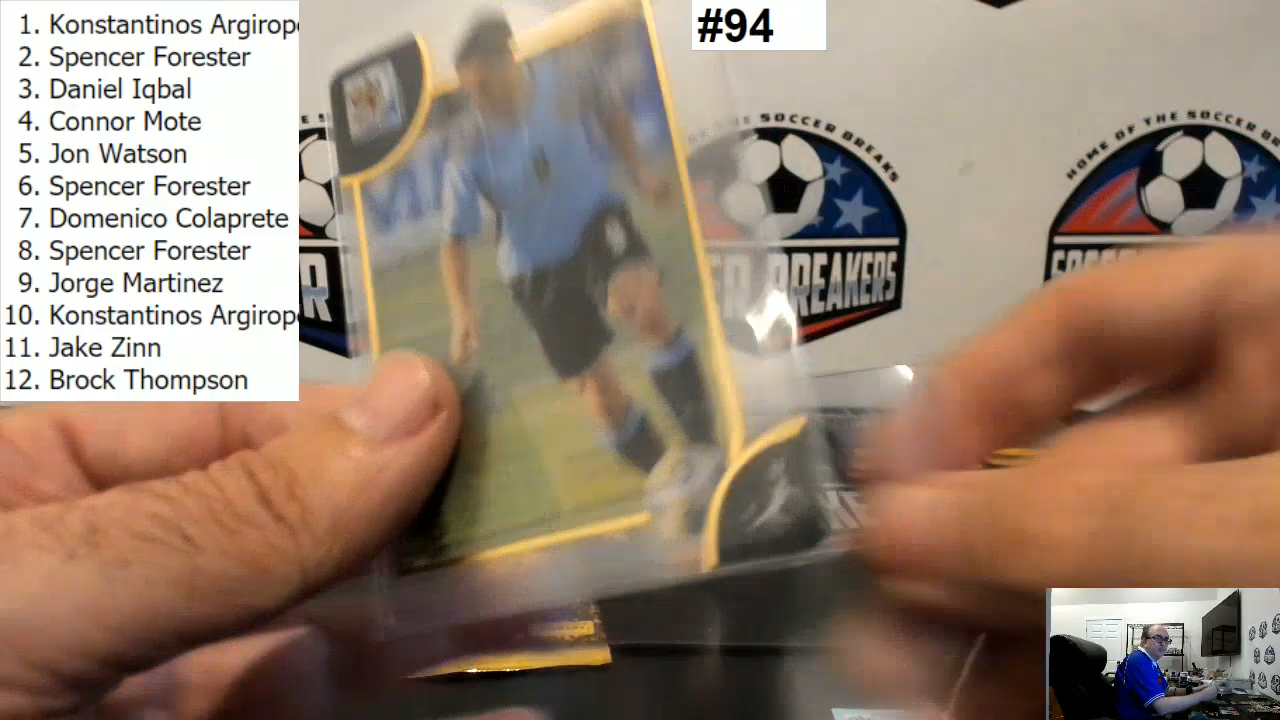 1. Konstantinos Argirop
2. Spencer Forester
3. Daniel Iqbal
4. Connor Mote
5. Jon Watson
6. Spencer Forester
7. Domenico Colaprete
8. Spencer Forester
9. Jorge Martinez
10. Konstantinos Argirop
11. Jake Zinn
12. Brock Thompson
#94
THE SOCCER BREAKS
BREAKERS
HOME OF THE SOCCER